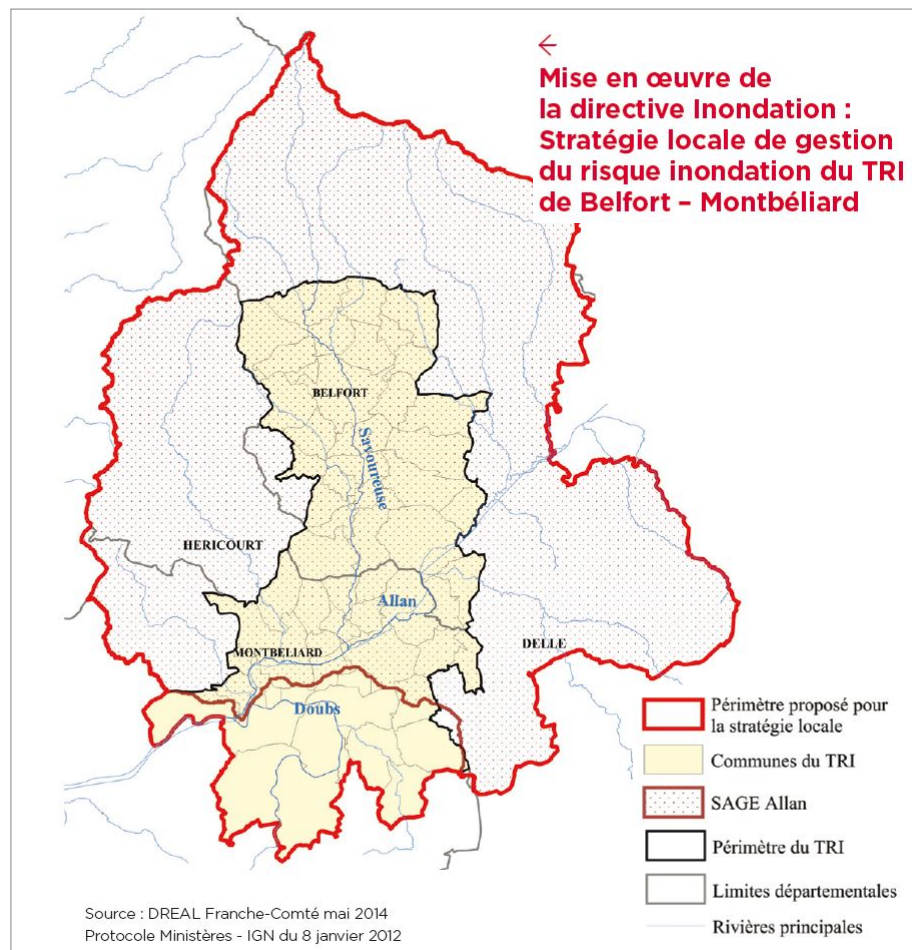 ←
Mise en œuvre de
la directive Inondation :
Stratégie locale de gestion
du risque inondation du TRI
de Belfort – Montbéliard
BELFORT
Savoureuse
HERICOURT
Allan
MONTBELIARD
DELLE
Doubs
Périmètre proposé pour
la stratégie locale
Communes du TRI
SAGE Allan
Périmètre du TRI
Limites départementales
Rivières principales
Source : DREAL Franche-Comté mai 2014
Protocole Ministères - IGN du 8 janvier 2012